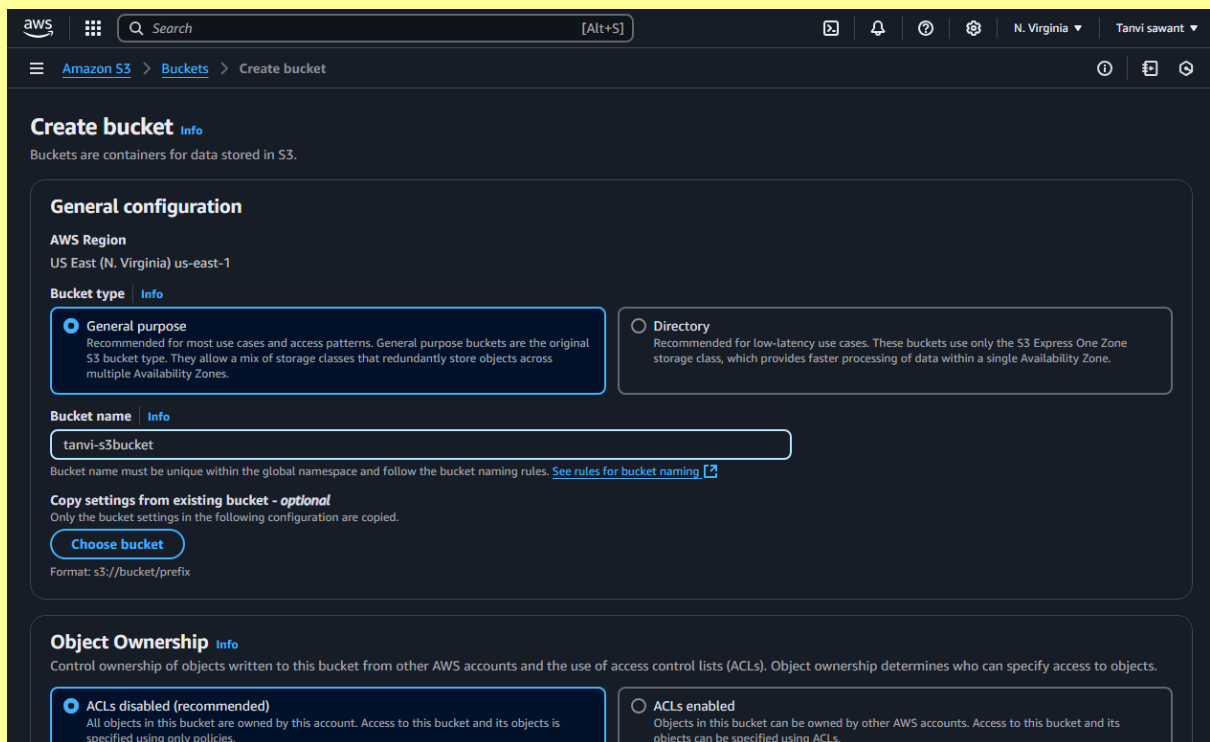 aws
Search [Alt+S]
N. Virginia
Tanvi sawant
Amazon S3 > Buckets > Create bucket
Create bucket Info
Buckets are containers for data stored in S3.
General configuration
AWS Region
US East (N. Virginia) us-east-1
Bucket type Info
General purpose
Recommended for most use cases and access patterns. General purpose buckets are the original
S3 bucket type. They allow a mix of storage classes that redundantly store objects across
multiple Availability Zones.
Directory
Recommended for low-latency use cases. These buckets use only the S3 Express One Zone
storage class, which provides faster processing of data within a single Availability Zone.
Bucket name Info
tanvi-s3bucket
Bucket name must be unique within the global namespace and follow the bucket naming rules. See rules for bucket naming
Copy settings from existing bucket - optional
Only the bucket settings in the following configuration are copied.
Choose bucket
Format: s3://bucket/prefix
Object Ownership Info
Control ownership of objects written to this bucket from other AWS accounts and the use of access control lists (ACLs). Object ownership determines who can specify access to objects.
ACLs disabled (recommended)
All objects in this bucket are owned by this account. Access to this bucket and its objects is
specified using only policies.
ACLs enabled
Objects in this bucket can be owned by other AWS accounts. Access to this bucket and its
objects can be specified using ACLs.